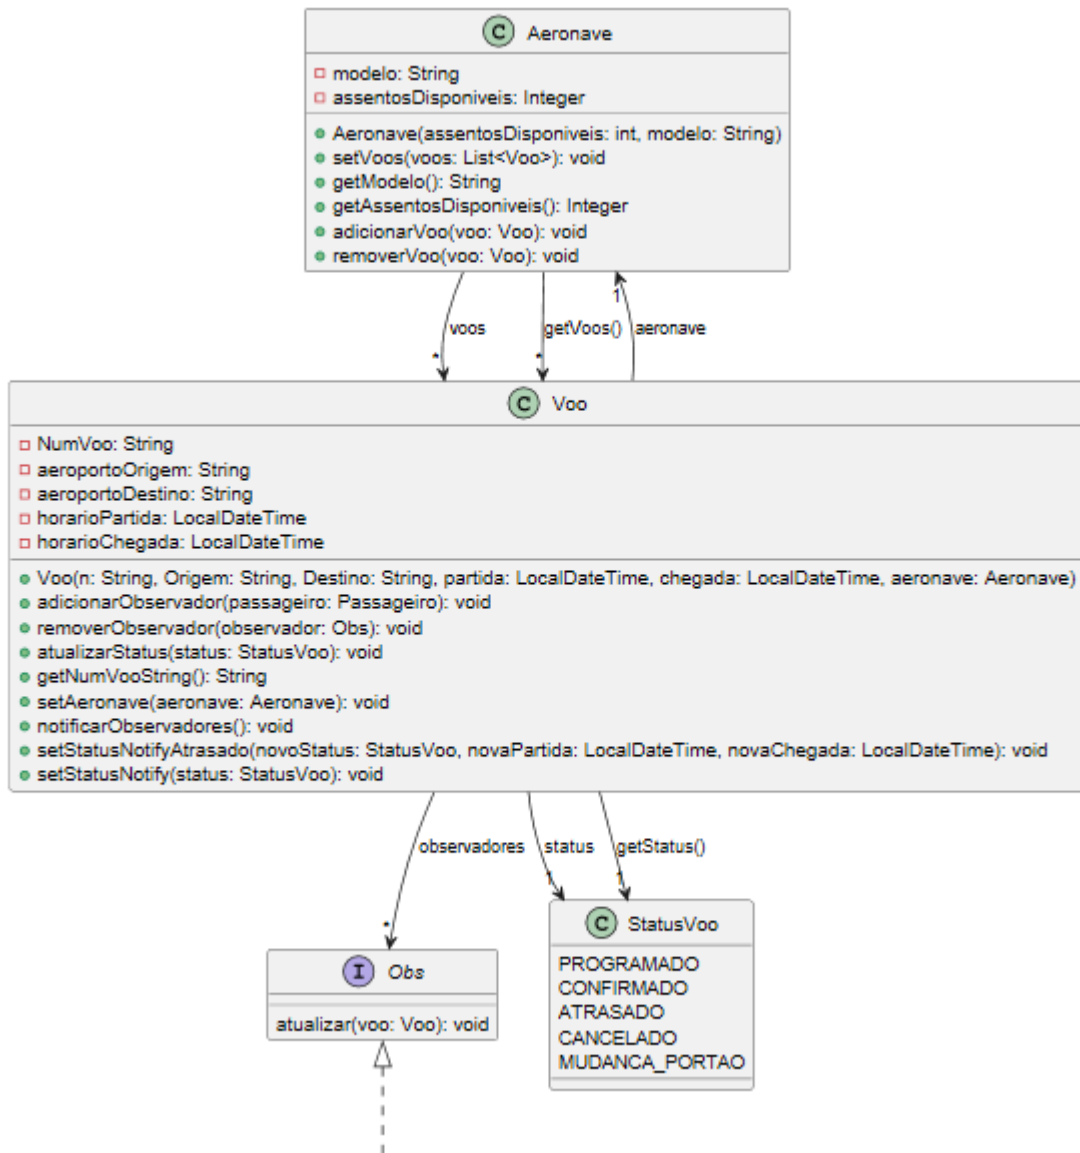 C Aeronave
modelo: String
assentosDisponiveis: Integer
Aeronave(assentosDisponiveis: int, modelo: String)
setVoos(voos: List<Voo>): void
getModelo(): String
getAssentosDisponiveis(): Integer
adicionarVoo(voo: Voo): void
removerVoo(voo: Voo): void
1
voos
getVoos()
aeronave
*
*
C Voo
NumVoo: String
aeroportoOrigem: String
aeroportoDestino: String
horarioPartida: LocalDateTime
horarioChegada: LocalDateTime
Voo(n: String, Origem: String, Destino: String, partida: LocalDateTime, chegada: LocalDateTime, aeronave: Aeronave)
adicionarObservador(passageiro: Passageiro): void
removerObservador(observador: Obs): void
atualizarStatus(status: StatusVoo): void
getNumVooString(): String
setAeronave(aeronave: Aeronave): void
notificarObservadores(): void
setStatusNotifyAtrasado(novoStatus: StatusVoo, novaPartida: LocalDateTime, novaChegada: LocalDateTime): void
setStatusNotify(status: StatusVoo): void
observadores
status
getStatus()
1
1
*
C StatusVoo
PROGRAMADO
CONFIRMADO
ATRASADO
CANCELADO
MUDANCA_PORTAO
I Obs
atualizar(voo: Voo): void